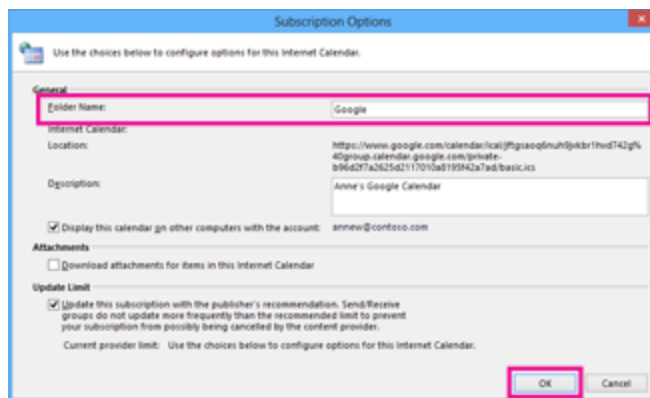 Subscription Options
Use the choices below to configure options for this Internet Calendar.
General
Folder Name: Google
Internet Calendar:
Location: https://www.google.com/calendar/ical/
40group.calendar.google.com/private-
Description: Anne's Google Calendar
Display this calendar on other computers with the account: annew@contoso.com
Attachments
Download attachments for items in this Internet Calendar
Update Limit
Update this subscription with the publisher's recommendation. Send/Receive
groups do not update more frequently than the recommended limit to prevent
your subscription from possibly being cancelled by the content provider.
Current provider limit: Use the choices below to configure options for this Internet Calendar.
OK Cancel